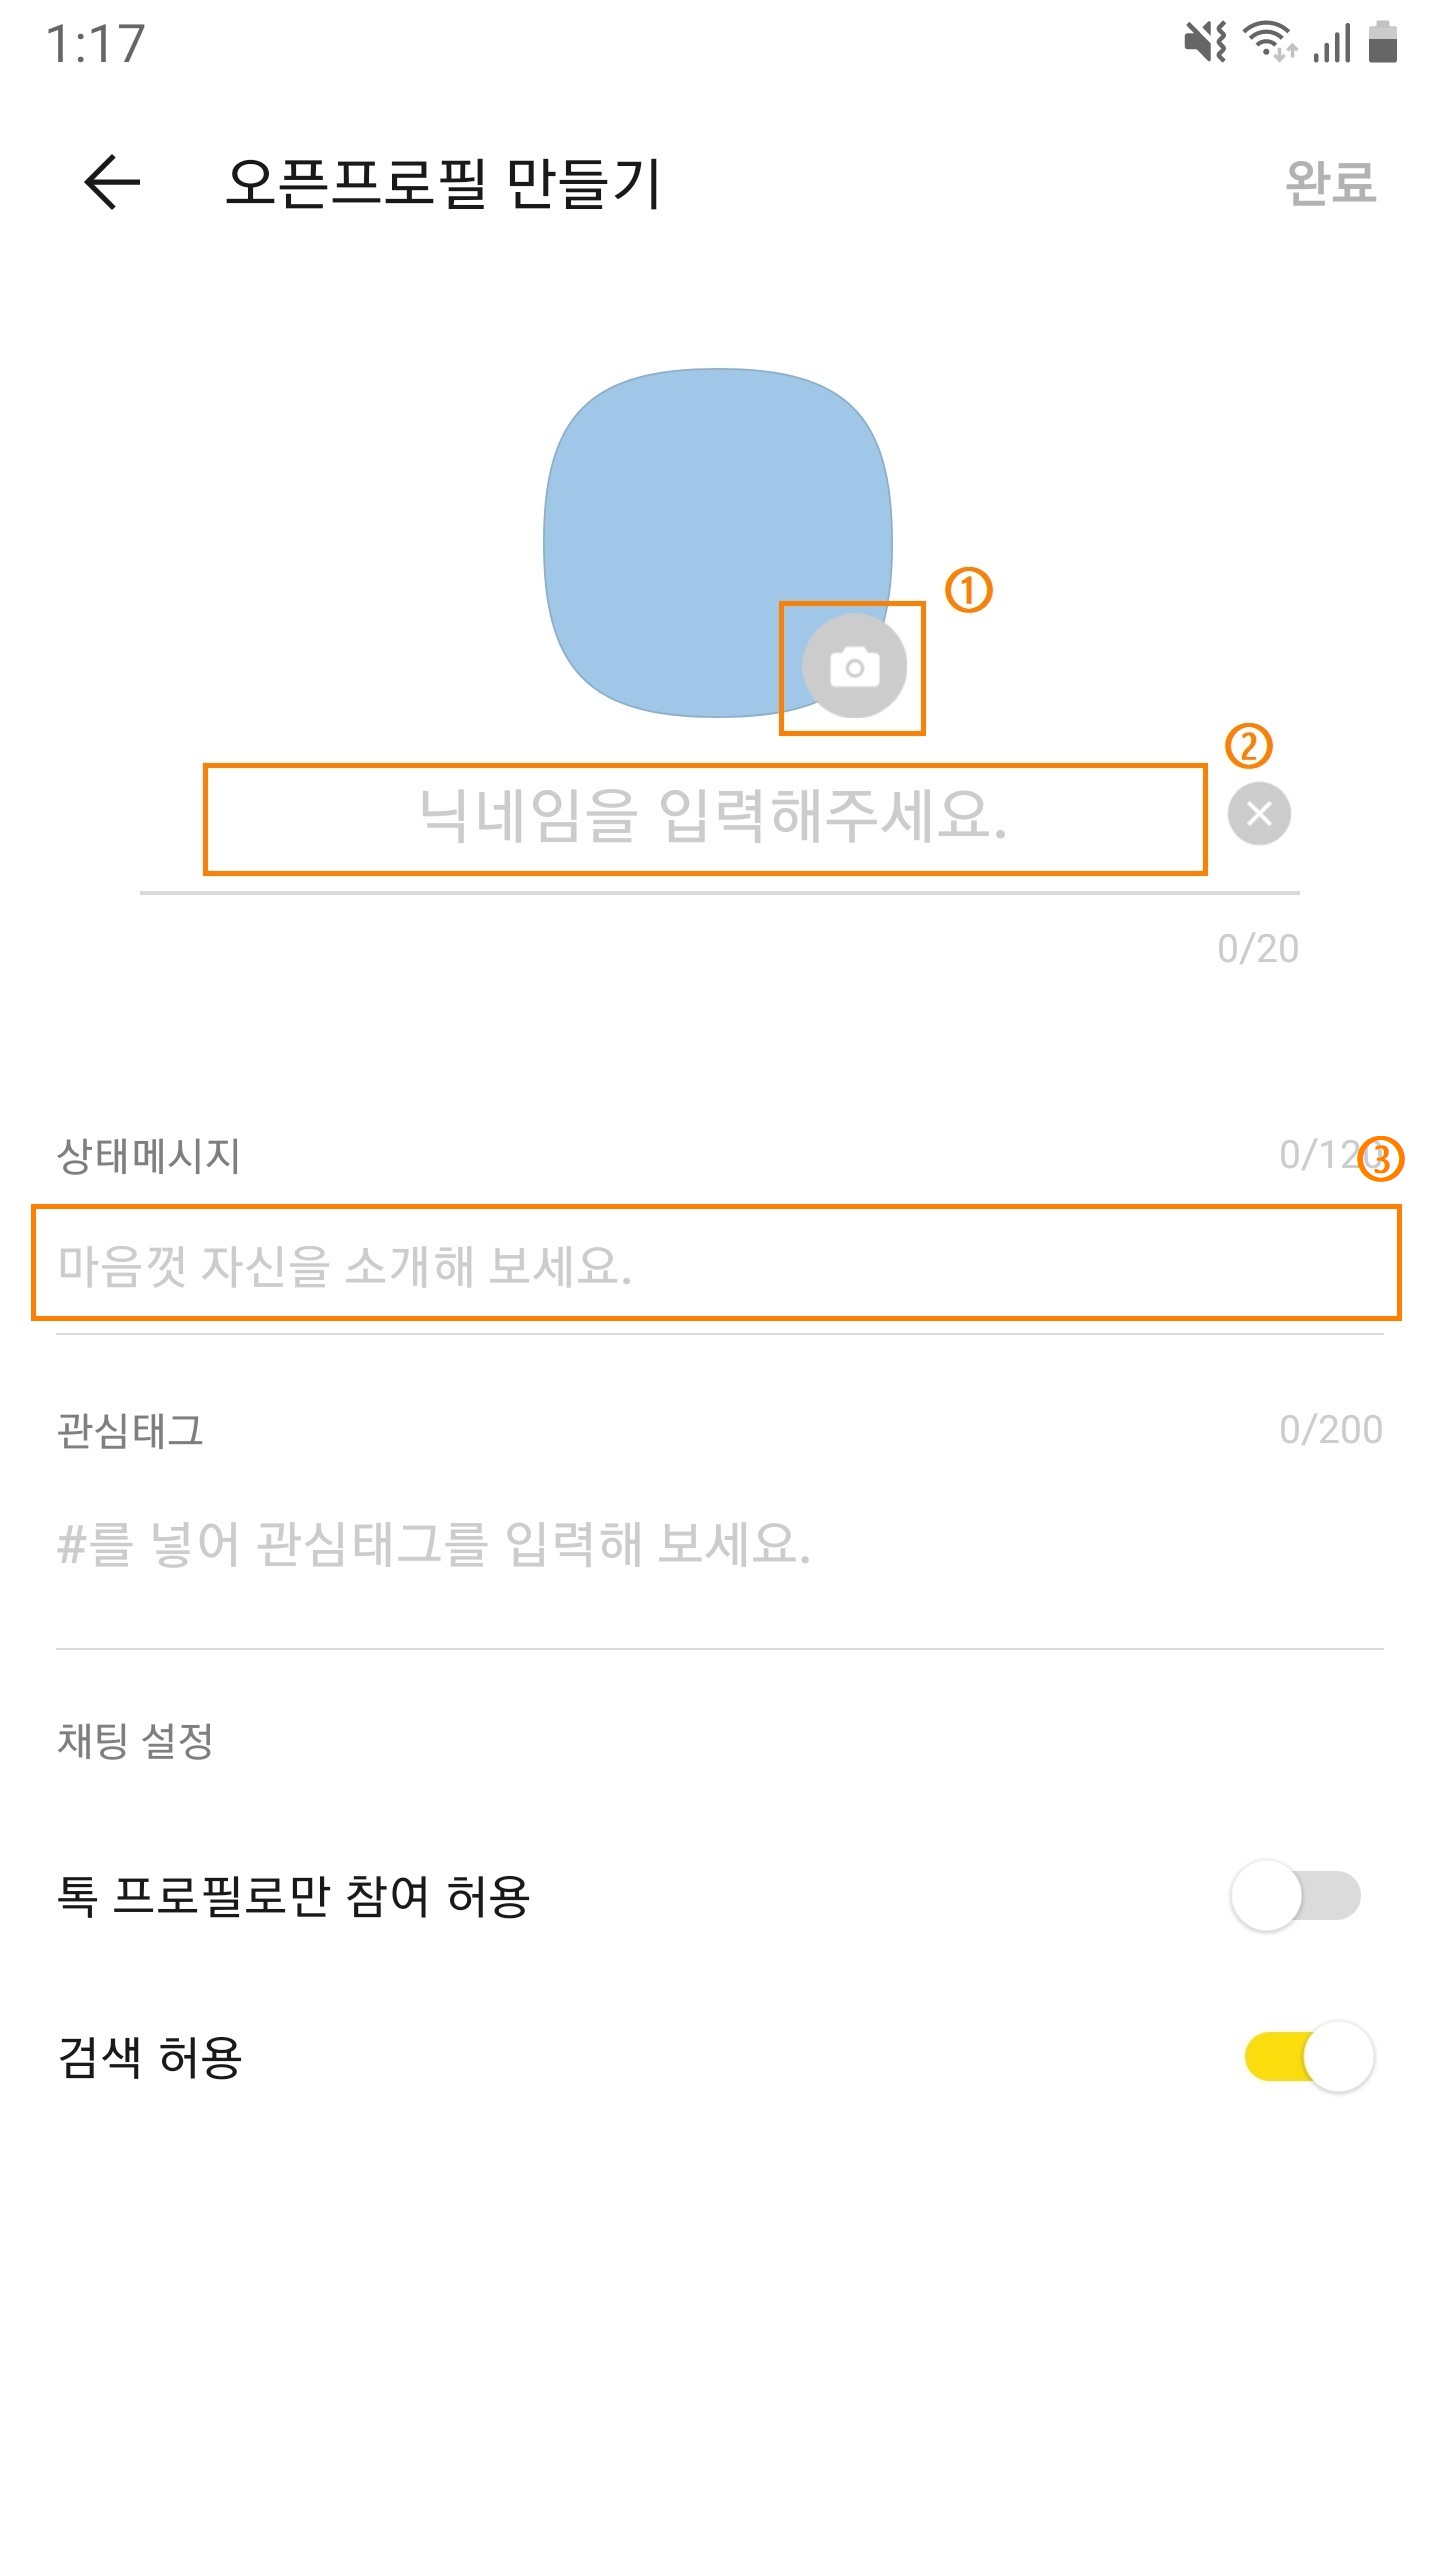 1:17
오픈프로필 만들기
완료
①
②
닉네임을 입력해주세요.
0/20
상태메시지
0/120
③
마음껏 자신을 소개해 보세요.
관심태그
0/200
#를 넣어 관심태그를 입력해 보세요.
채팅 설정
톡 프로필로만 참여 허용
검색 허용